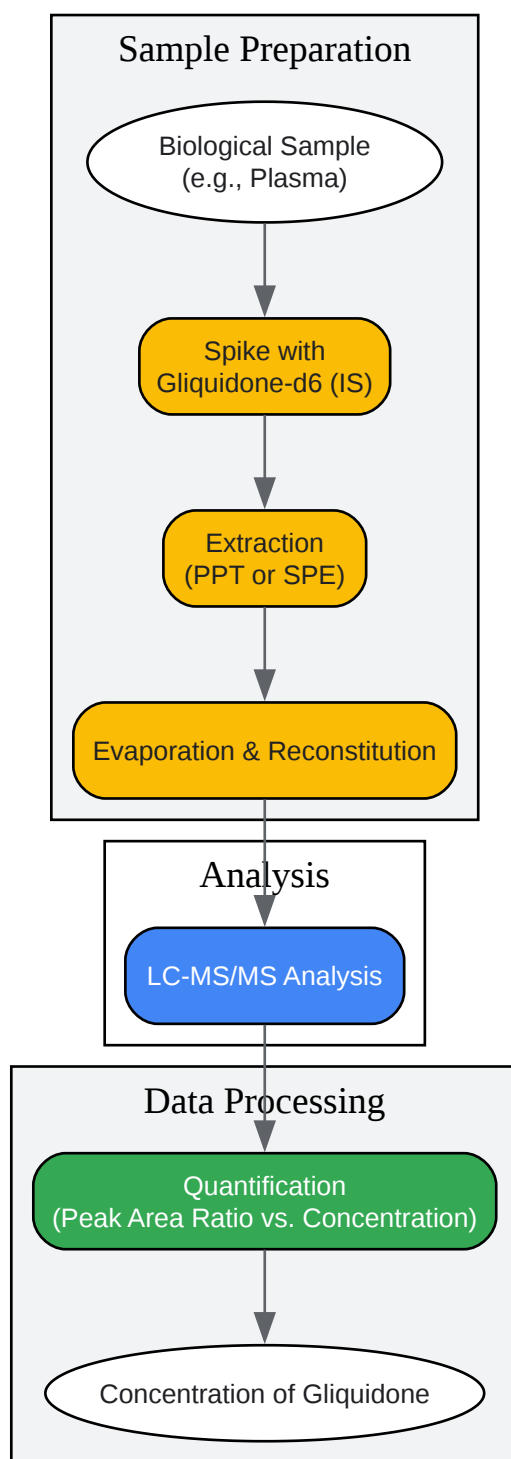 Sample Preparation
Biological Sample
(e.g., Plasma)
Spike with
Gliquidone-d6 (IS)
Extraction
(PPT or SPE)
Evaporation & Reconstitution
Analysis
LC-MS/MS Analysis
Data Processing
Quantification
(Peak Area Ratio vs. Concentration)
Concentration of Gliquidone